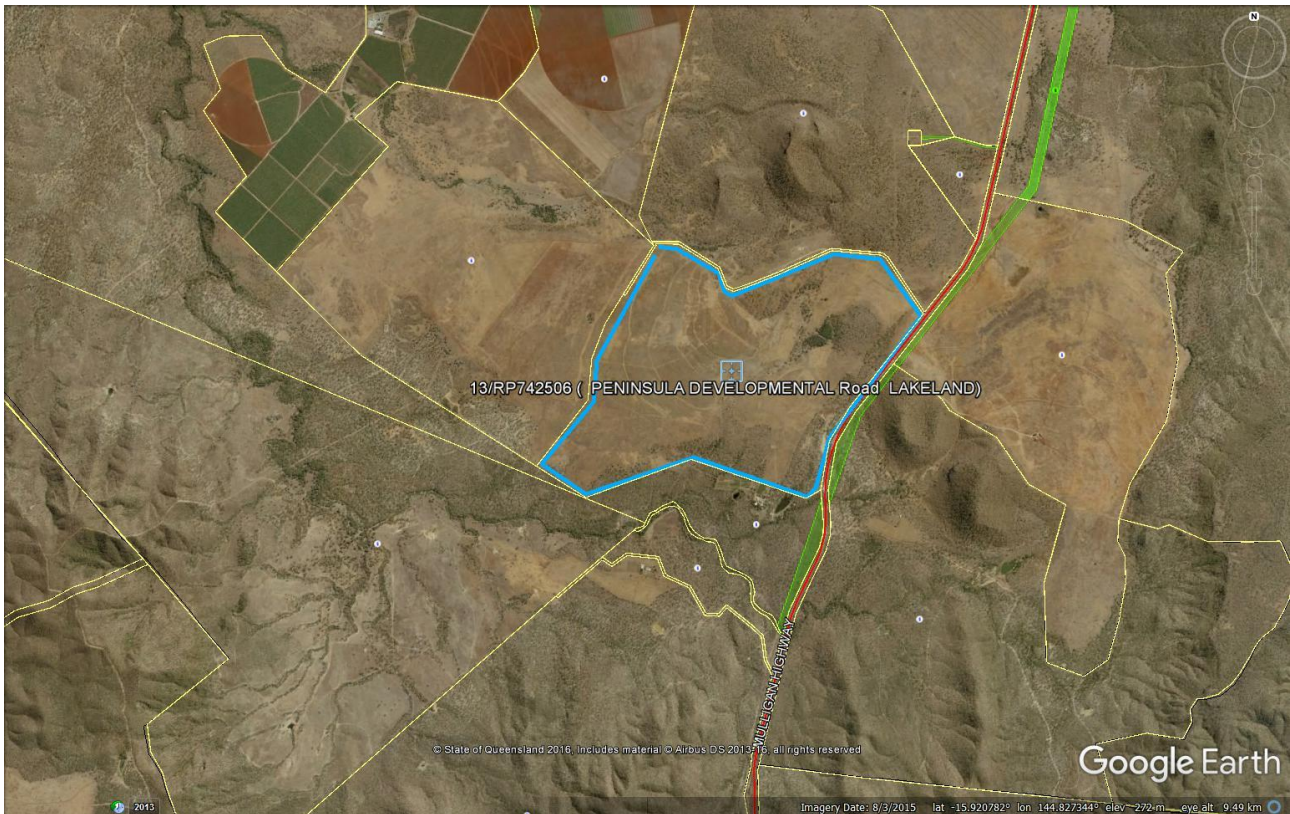 N
13/RP742506 ( PENINSULA DEVELOPMENTAL Road LAKELAND)
MULLIGAN HIGHWAY
© State of Queensland 2016, Includes material © Airbus DS 2013-16, all rights reserved
Google Earth
2013
Imagery Date: 8/3/2015 lat -15.920782° lon 144.827344° elev 272 m eye alt 9.49 km